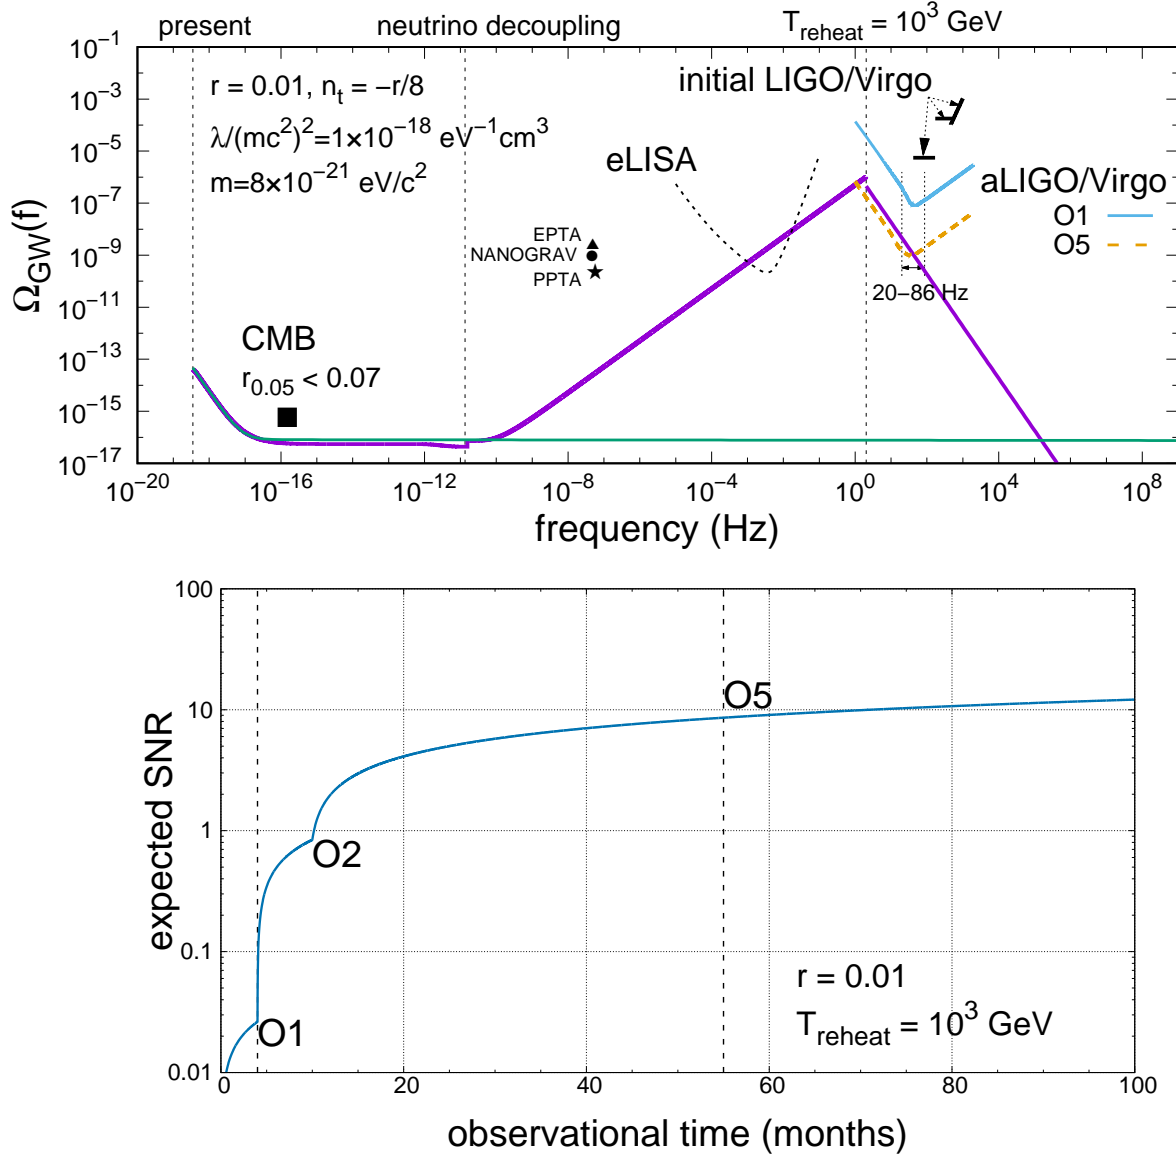 present neutrino decoupling T_reheat = 10^3 GeV
10^−1
10^−3
10^−5
10^−7
10^−9
10^−11
10^−13
10^−15
10^−17
Ω_GW(f)
r = 0.01, n_t = −r/8
λ/(mc^2)^2=1×10^−18 eV^−1cm^3
m=8×10^−21 eV/c^2
initial LIGO/Virgo
eLISA
aLIGO/Virgo
O1
O5
EPTA
NANOGRAV
PPTA
20−86 Hz
CMB
r_0.05 < 0.07
10^−20 10^−16 10^−12 10^−8 10^−4 10^0 10^4 10^8
frequency (Hz)
100
10
1
0.1
0.01
expected SNR
O5
O2
O1
r = 0.01
T_reheat = 10^3 GeV
0 20 40 60 80 100
observational time (months)